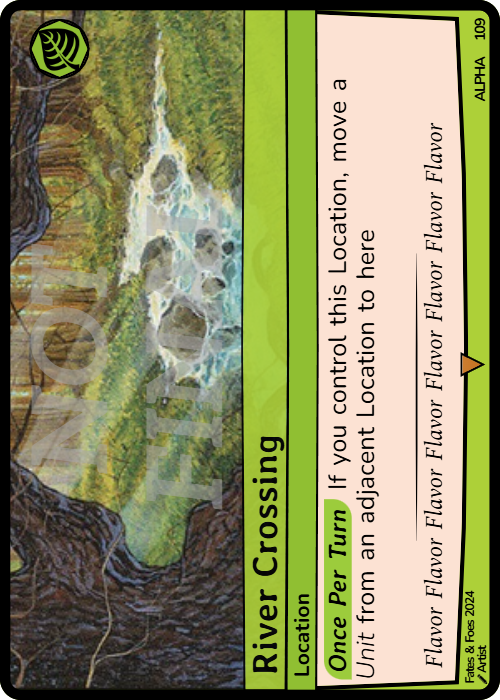 NOT
FINAL
River Crossing
Location
Once Per Turn If you control this Location, move a
Unit from an adjacent Location to here
Flavor Flavor Flavor Flavor Flavor Flavor Flavor Flavor
Fates & Foes 2024
Artist
ALPHA 109